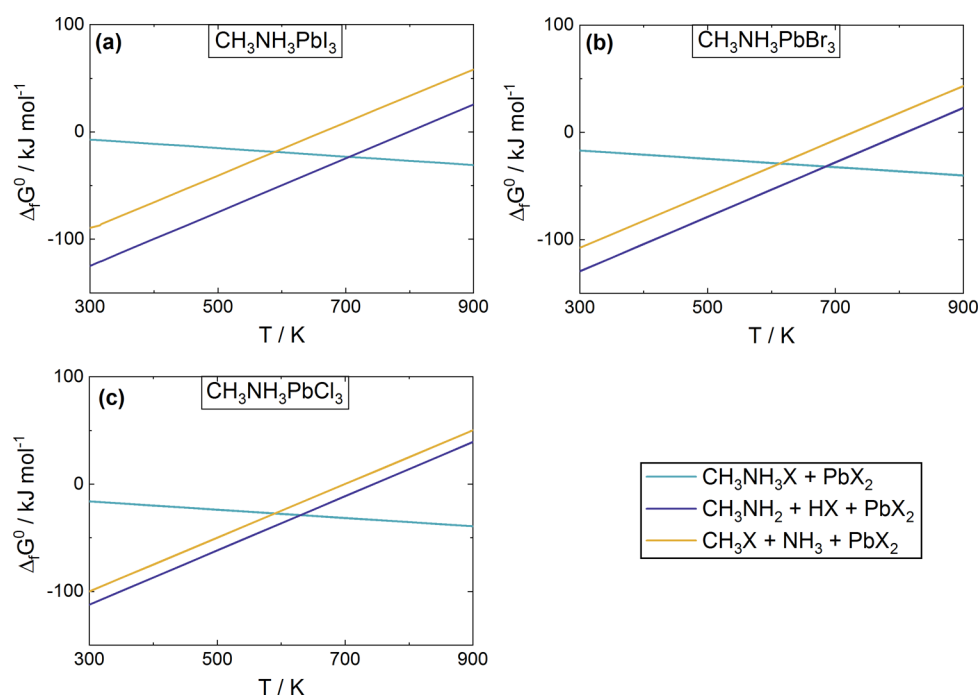 (a)
CH₃NH₃PbI₃
100
0
-100
300
500
700
900
ΔfG⁰ / kJ mol⁻¹
T / K
(b)
CH₃NH₃PbBr₃
100
0
-100
300
500
700
900
ΔfG⁰ / kJ mol⁻¹
T / K
(c)
CH₃NH₃PbCl₃
100
0
-100
300
500
700
900
ΔfG⁰ / kJ mol⁻¹
T / K
CH₃NH₃X + PbX₂
CH₃NH₂ + HX + PbX₂
CH₃X + NH₃ + PbX₂